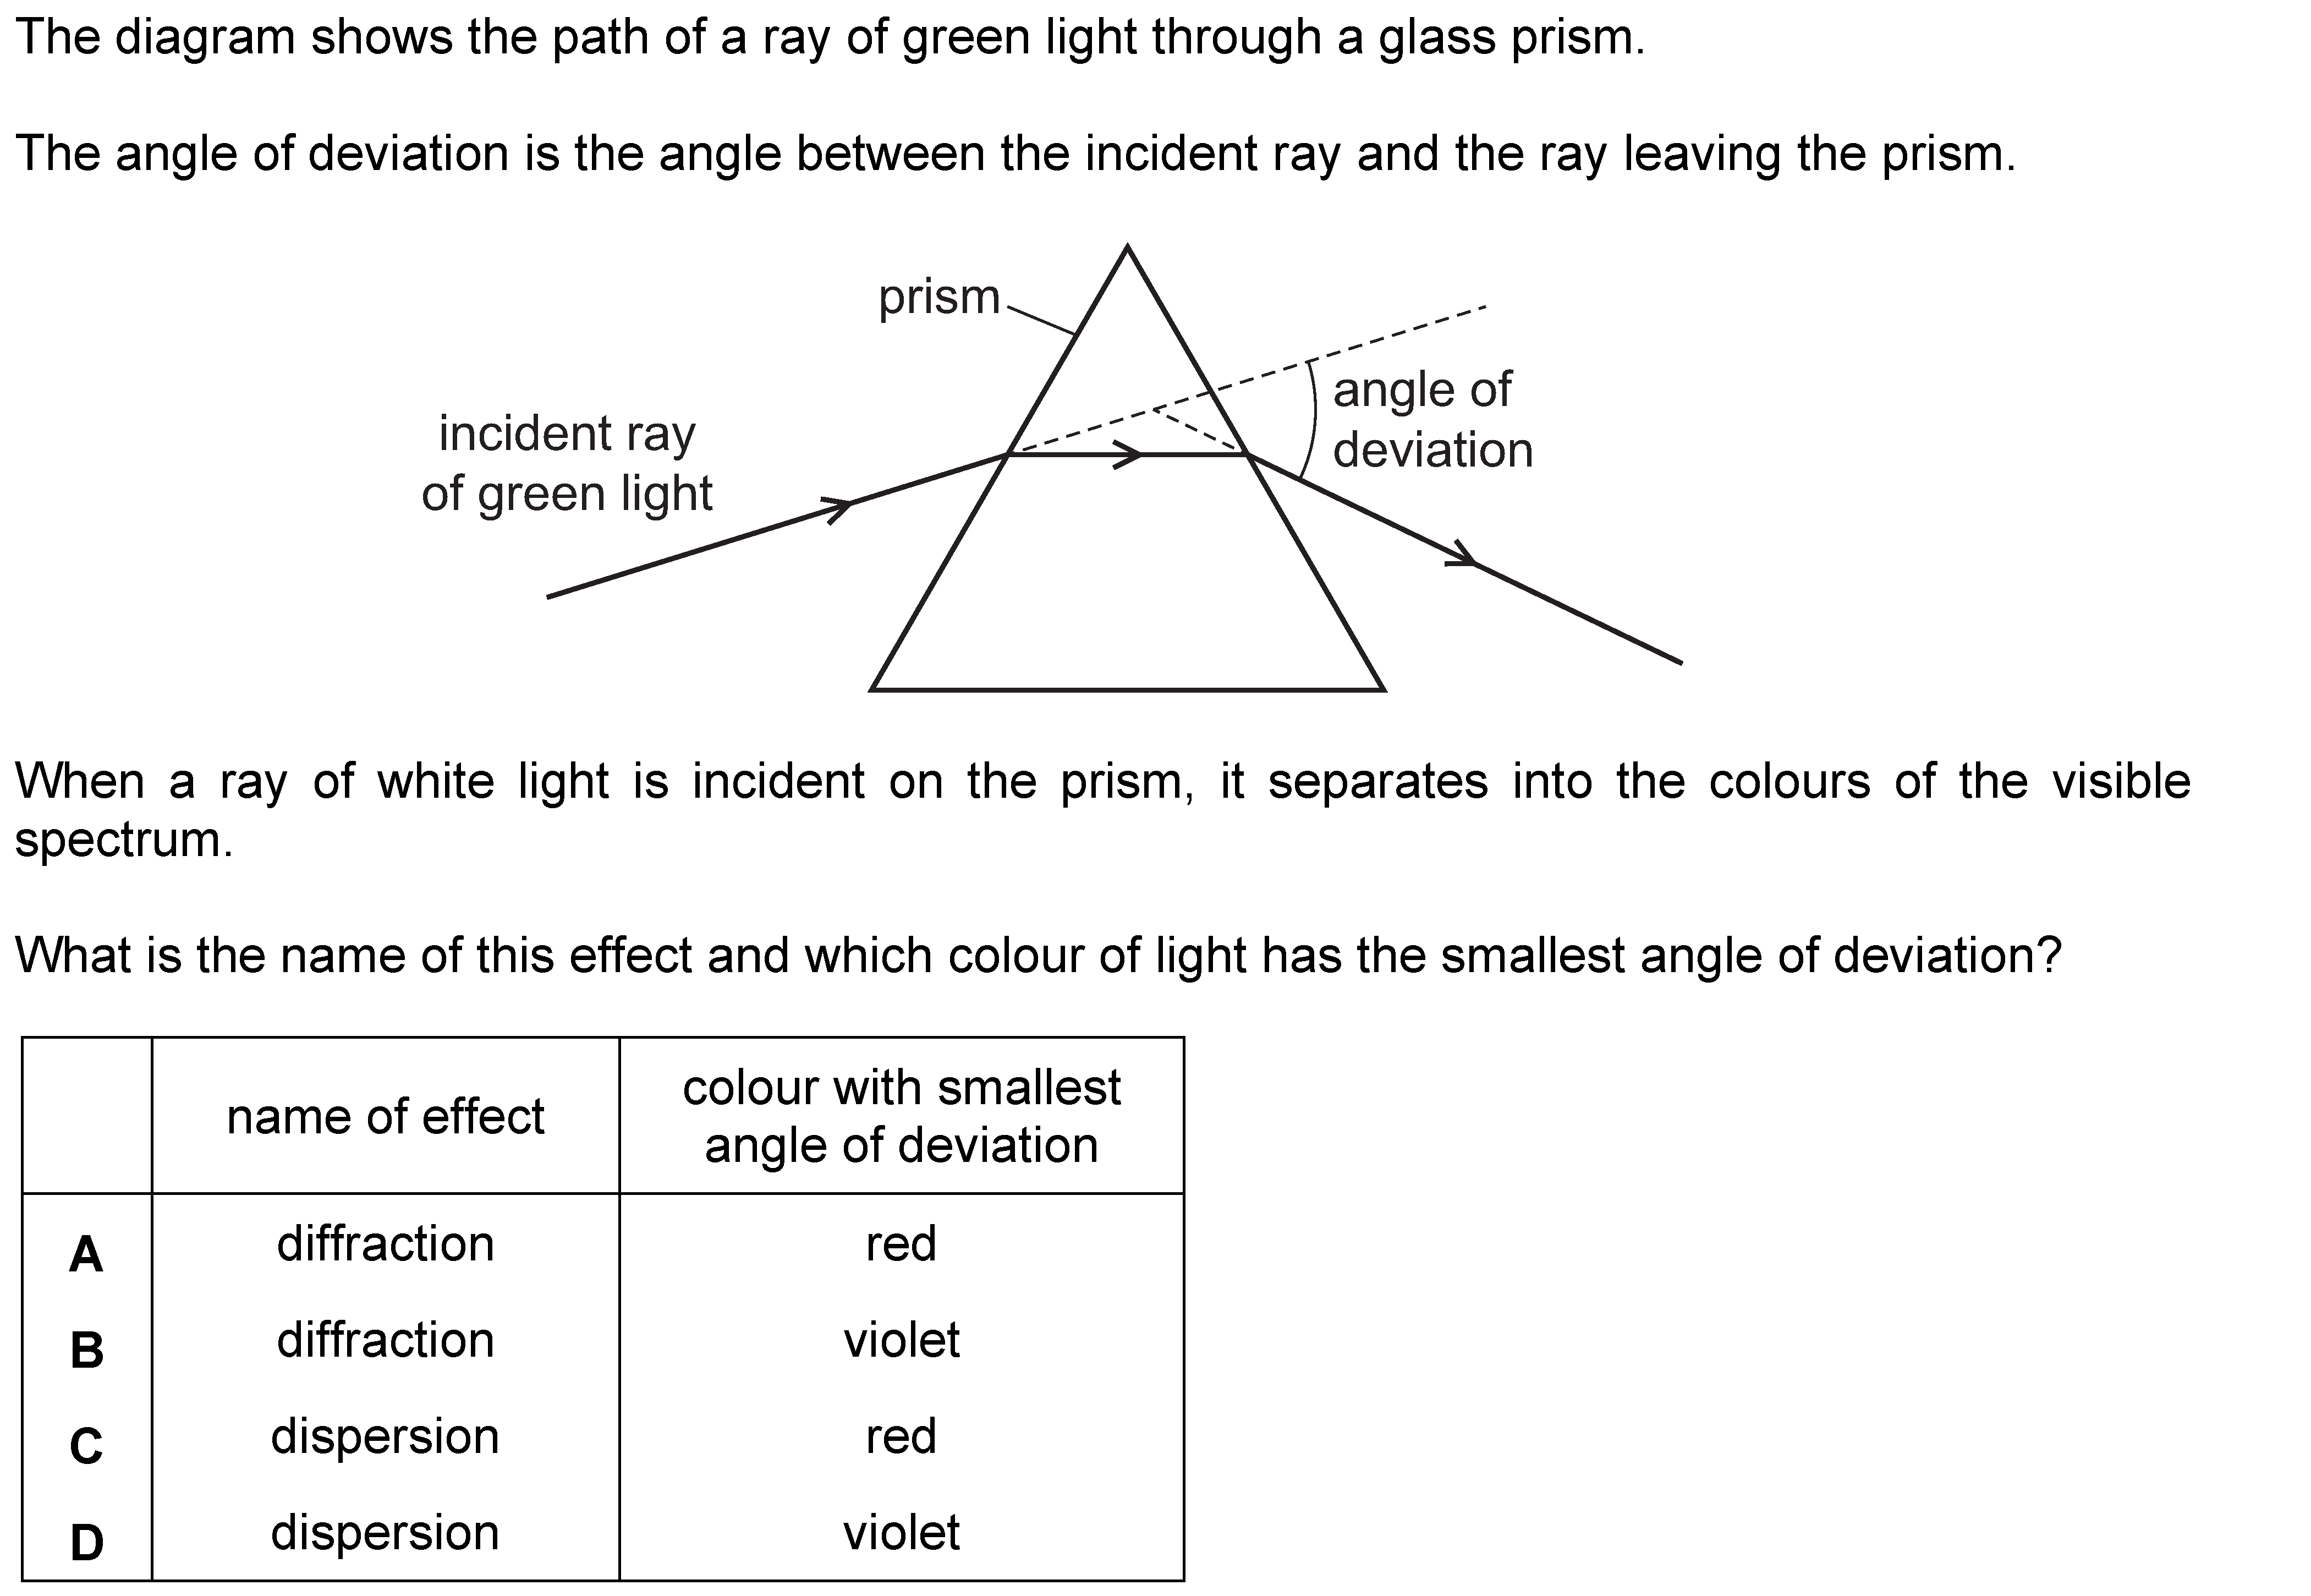 The diagram shows the path of a ray of green light through a glass prism.
The angle of deviation is the angle between the incident ray and the ray leaving the prism.
prism
angle of
deviation
incident ray
of green light
When a ray of white light is incident on the prism, it separates into the colours of the visible
spectrum.
What is the name of this effect and which colour of light has the smallest angle of deviation?
name of effect
colour with smallest
angle of deviation
A diffraction red
B diffraction violet
C dispersion red
D dispersion violet